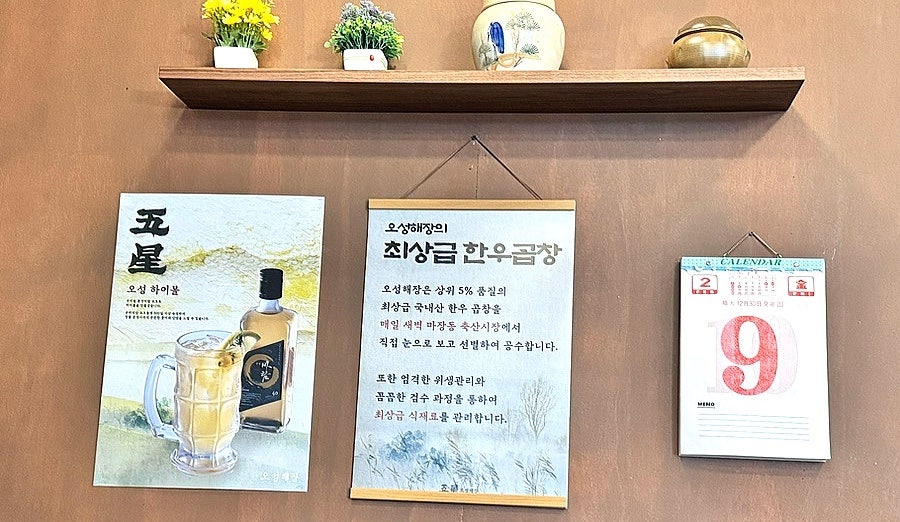 五
星
오성 하이볼
오성해장의
최상급 한우곱창
오성해장은 상위 5% 품질의
최상급 국내산 한우 곱창을
매일 새벽 마장동 축산시장에서
직접 눈으로 보고 선별하여 공수합니다.
또한 엄격한 위생관리와
꼼꼼한 검수 과정을 통하여
최상급 식재료를 관리합니다.
CALENDAR
2
金
9
MEMO